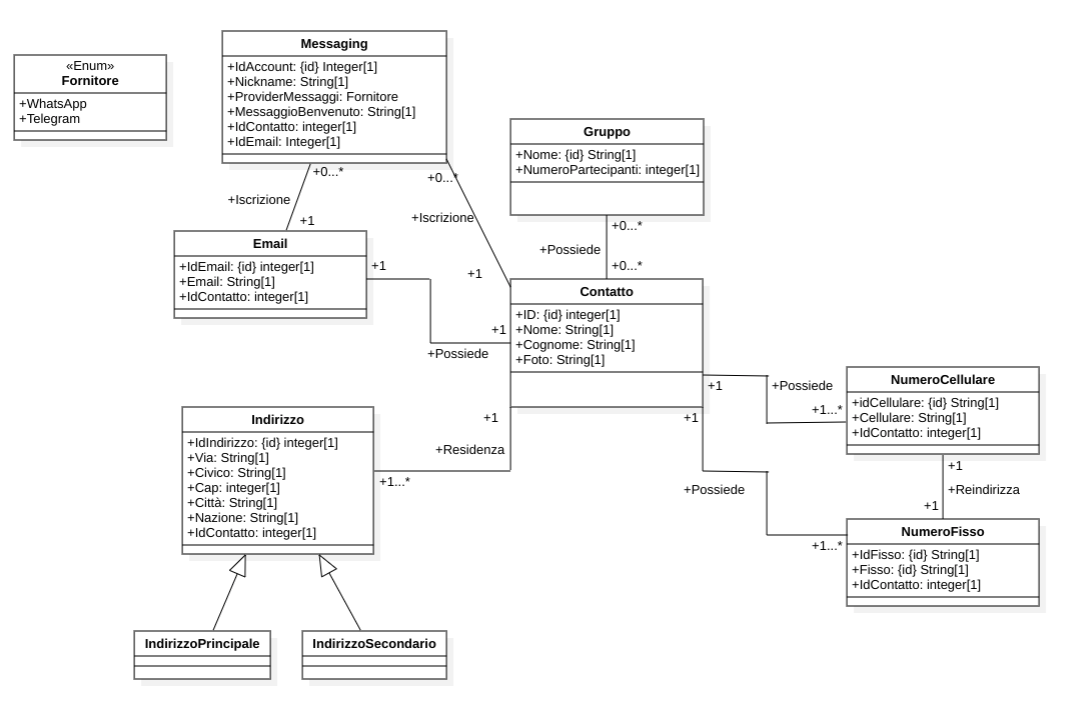 «Enum»
Fornitore
+WhatsApp
+Telegram
Messaging
+IdAccount: {id} Integer[1]
+Nickname: String[1]
+ProviderMessaggi: Fornitore
+MessaggioBenvenuto: String[1]
+IdContatto: integer[1]
+IdEmail: Integer[1]
Gruppo
+Nome: {id} String[1]
+NumeroPartecipanti: integer[1]
+0...*
+0...*
+Iscrizione
+Iscrizione
+1
+1
+0...*
+Possiede
+0...*
Email
+IdEmail: {id} integer[1]
+Email: String[1]
+IdContatto: integer[1]
+1
+1
+Possiede
Contatto
+ID: {id} integer[1]
+Nome: String[1]
+Cognome: String[1]
+Foto: String[1]
+1
+Possiede
+1...*
NumeroCellulare
+idCellulare: {id} String[1]
+Cellulare: String[1]
+IdContatto: integer[1]
+1
+Residenza
+1...*
+1
+Possiede
+1...*
+1
+Reindirizza
+1
Indirizzo
+IdIndirizzo: {id} integer[1]
+Via: String[1]
+Civico: String[1]
+Cap: integer[1]
+Città: String[1]
+Nazione: String[1]
+IdContatto: integer[1]
NumeroFisso
+IdFisso: {id} String[1]
+Fisso: {id} String[1]
+IdContatto: integer[1]
IndirizzoPrincipale
IndirizzoSecondario